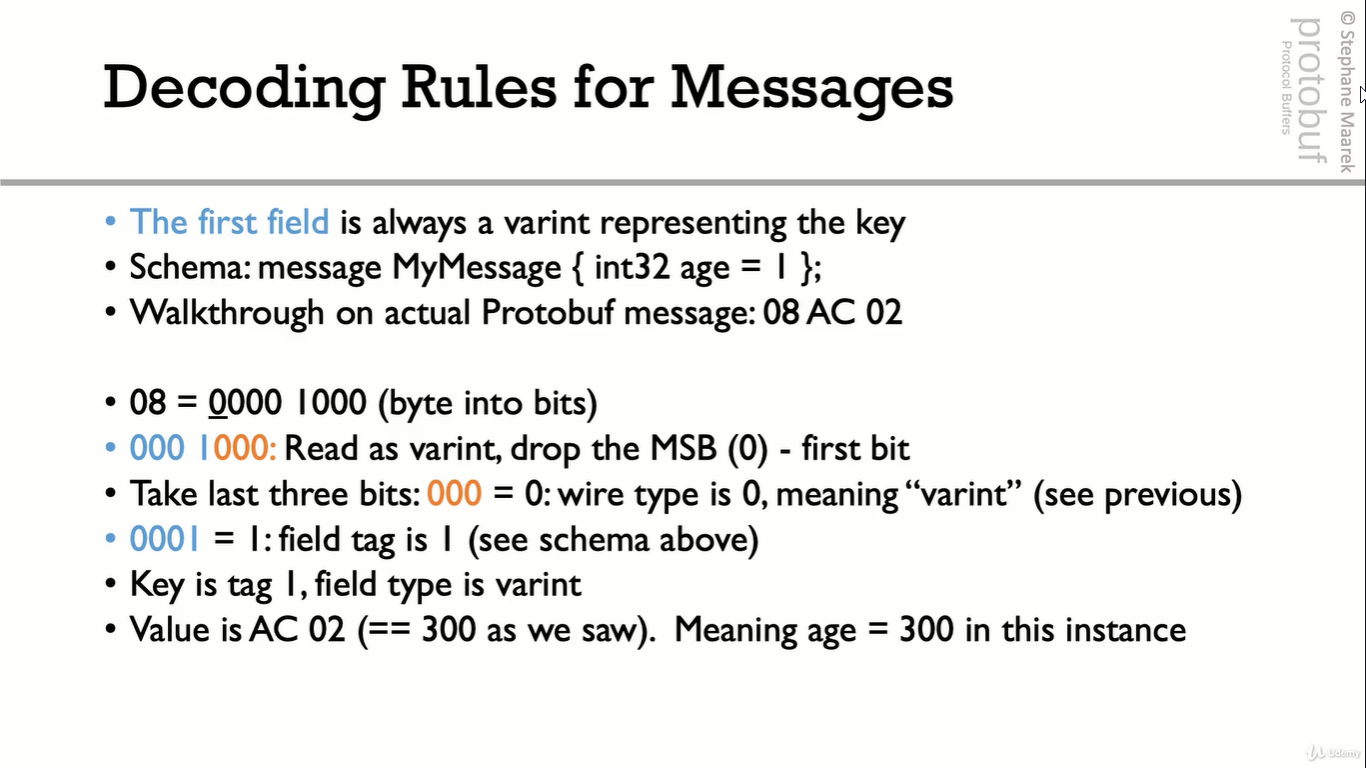 Decoding Rules for Messages
© Stephane Maarek
protobuf
Protocol Buffers
• The first field is always a varint representing the key
• Schema: message MyMessage { int32 age = 1 };
• Walkthrough on actual Protobuf message: 08 AC 02
• 08 = 0000 1000 (byte into bits)
• 000 1000: Read as varint, drop the MSB (0) - first bit
• Take last three bits: 000 = 0: wire type is 0, meaning “varint” (see previous)
• 0001 = 1: field tag is 1 (see schema above)
• Key is tag 1, field type is varint
• Value is AC 02 (== 300 as we saw).  Meaning age = 300 in this instance
Udemy